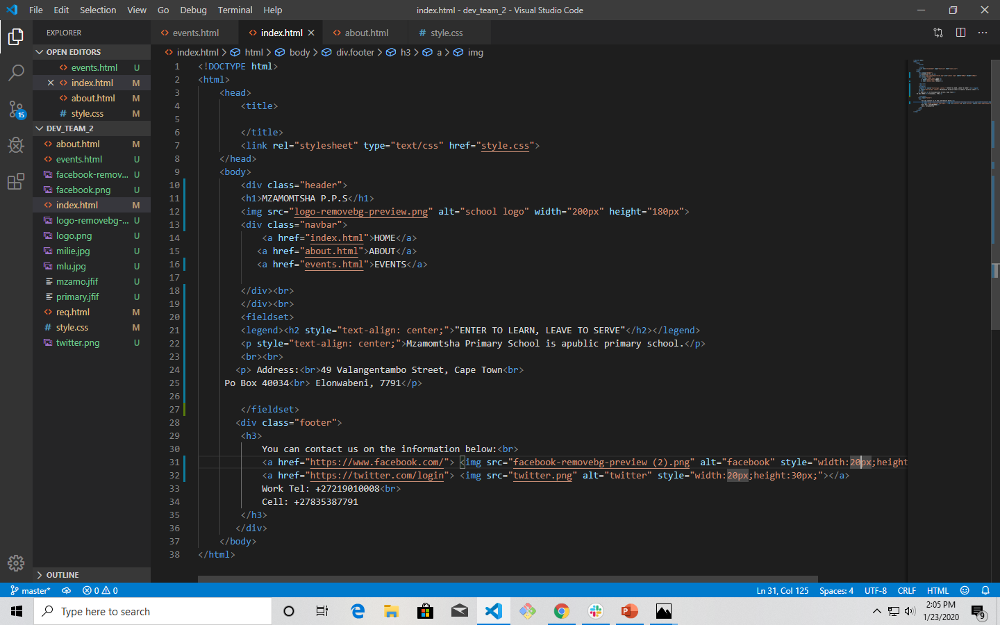 File Edit Selection View Go Debug Terminal Help
index.html - dev_team_2 - Visual Studio Code
EXPLORER
events.html
index.html
about.html
# style.css
OPEN EDITORS
events.html U
index.html M
about.html M
# style.css M
DEV_TEAM_2
about.html M
events.html U
facebook-remov... U
facebook.png U
index.html M
logo-removebg-... U
logo.png U
milie.jpg U
mlu.jpg U
mzamo.jfif U
primary.jfif U
req.html M
# style.css M
twitter.png U
OUTLINE
15
index.html > html > body > div.footer > h3 > a > img
1 <!DOCTYPE html>
2 <html>
3 <head>
4 <title>
5
6 </title>
7 <link rel="stylesheet" type="text/css" href="style.css">
8 </head>
9 <body>
10 <div class="header">
11 <h1>MZAMOMTSHA P.P.S</h1>
12 <img src="logo-removebg-preview.png" alt="school logo" width="200px" height="180px">
13 <div class="navbar">
14 <a href="index.html">HOME</a>
15 <a href="about.html">ABOUT</a>
16 <a href="events.html">EVENTS</a>
17
18 </div><br>
19 </div><br>
20 <fieldset>
21 <legend><h2 style="text-align: center;">"ENTER TO LEARN, LEAVE TO SERVE"</h2></legend>
22 <p style="text-align: center;">Mzamomtsha Primary School is apublic primary school.</p>
23 <br><br>
24 <p> Address:<br>49 Valangentambo Street, Cape Town<br>
25 Po Box 40034<br> Elonwabeni, 7791</p>
26
27 </fieldset>
28 <div class="footer">
29 <h3>
30 You can contact us on the information below:<br>
31 <a href="https://www.facebook.com/"> <img src="facebook-removebg-preview (2).png" alt="facebook" style="width:20px;height
32 <a href="https://twitter.com/login"> <img src="twitter.png" alt="twitter" style="width:20px;height:30px;"></a>
33 Work Tel: +27219010008<br>
34 Cell: +27835387791
35 </h3>
36 </div>
37 </body>
38 </html>
master* 0 0
Ln 31, Col 125 Spaces: 4 UTF-8 CRLF HTML
Type here to search
2:05 PM
1/23/2020
9